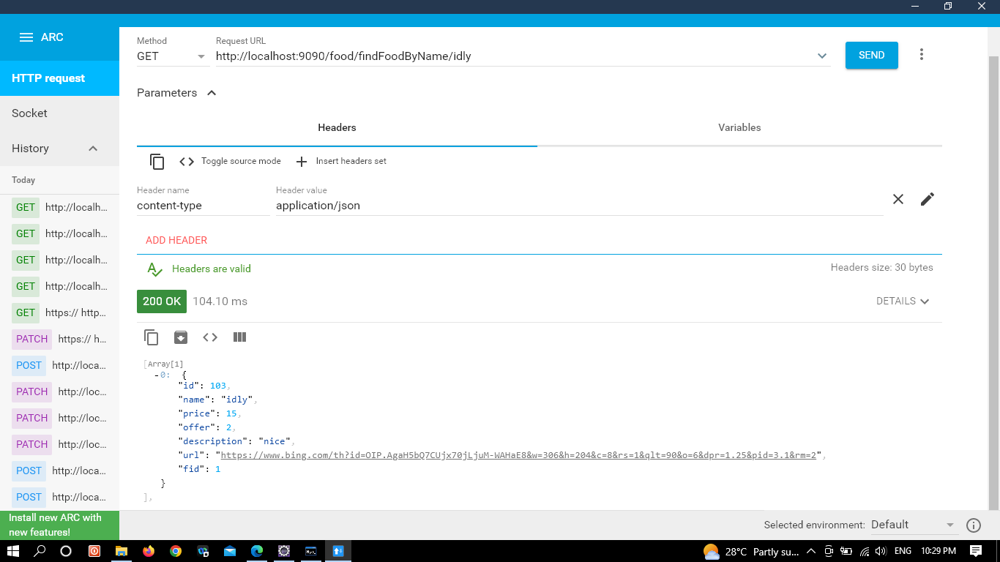 ARC
HTTP request
Socket
History
Today
GET http://localh...
GET http://localh...
GET http://localh...
GET http://localh...
GET https:// http...
PATCH https:// h...
POST http://loca...
PATCH http://loc...
PATCH http://loc...
PATCH http://loc...
POST http://loca...
POST http://loca...
Install new ARC with
new features!
Method
GET
Request URL
http://localhost:9090/food/findFoodByName/idly
SEND
Parameters
Headers
Variables
Toggle source mode
Insert headers set
Header name
content-type
Header value
application/json
ADD HEADER
Headers are valid
Headers size: 30 bytes
200 OK 104.10 ms
DETAILS
[Array[1]
-0: {
"id": 103,
"name": "idly",
"price": 15,
"offer": 2,
"description": "nice",
"url": "https://www.bing.com/th?id=OIP.AgaH5bQ7CUjx70jLjuM-WAHaE8&w=306&h=204&c=8&rs=1&qlt=90&o=6&dpr=1.25&pid=3.1&rm=2",
"fid": 1
}
],
Selected environment: Default
28°C Partly su... ENG 10:29 PM